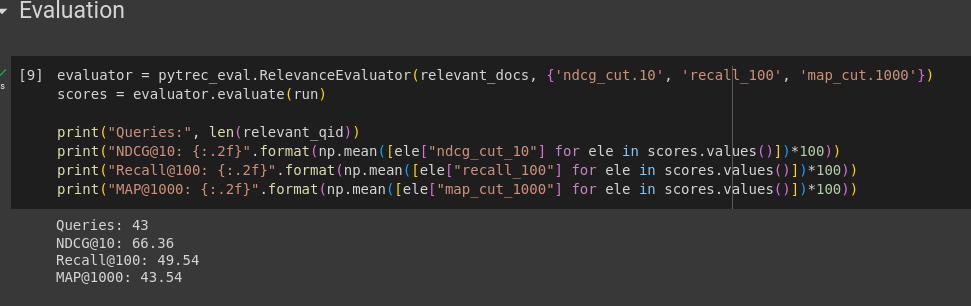 Evaluation
[9] evaluator = pytrec_eval.RelevanceEvaluator(relevant_docs, {'ndcg_cut.10', 'recall_100', 'map_cut.1000'})
s
scores = evaluator.evaluate(run)
print("Queries:", len(relevant_qid))
print("NDCG@10: {:.2f}".format(np.mean([ele["ndcg_cut_10"] for ele in scores.values()])*100))
print("Recall@100: {:.2f}".format(np.mean([ele["recall_100"] for ele in scores.values()])*100))
print("MAP@1000: {:.2f}".format(np.mean([ele["map_cut_1000"] for ele in scores.values()])*100))
Queries: 43
NDCG@10: 66.36
Recall@100: 49.54
MAP@1000: 43.54